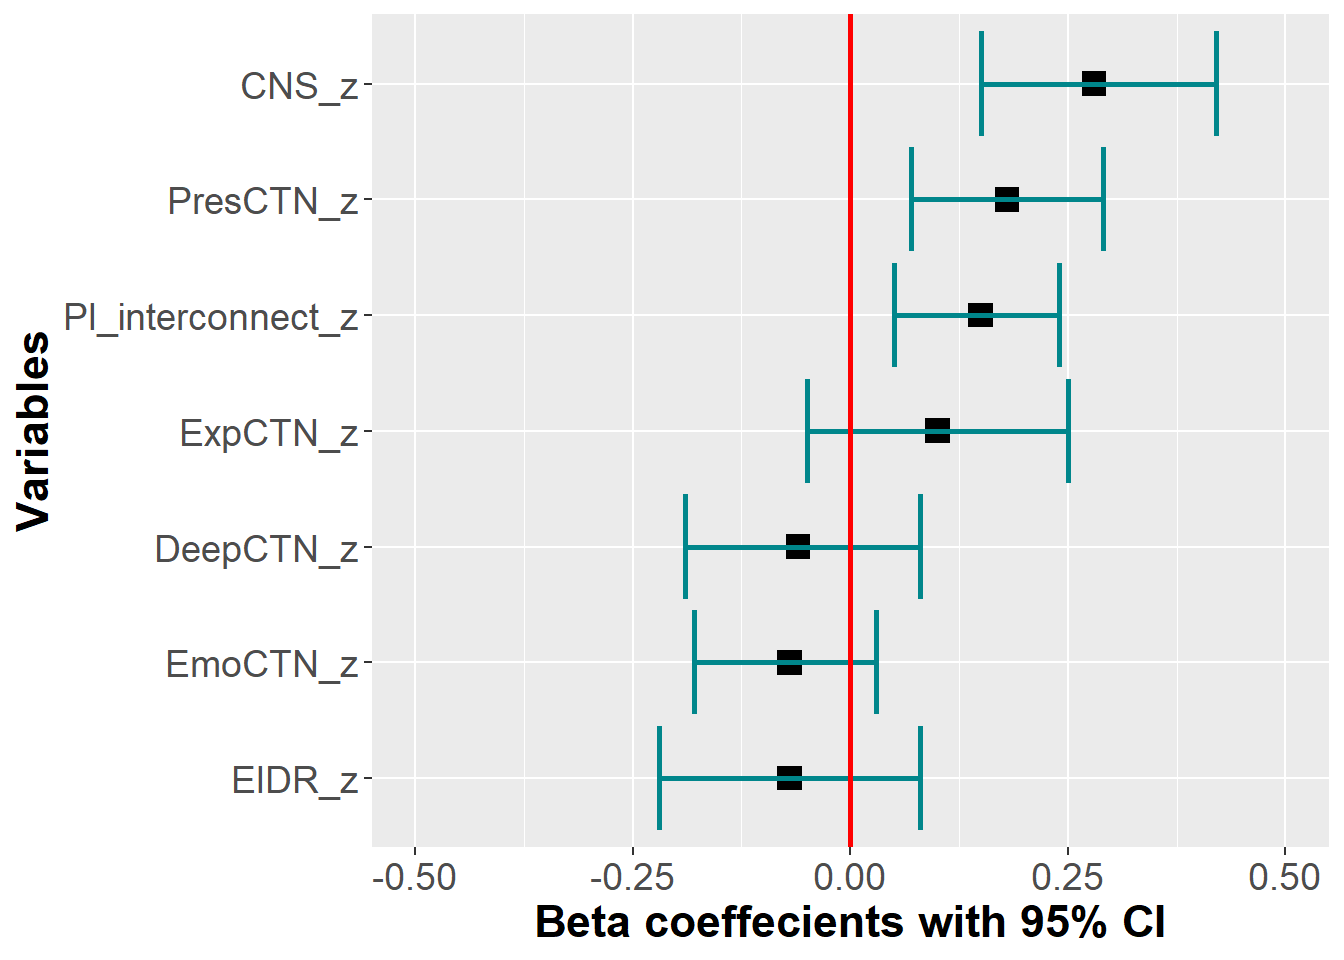 CNS_z
PresCTN_z
Pl_interconnect_z
ExpCTN_z
DeepCTN_z
EmoCTN_z
EIDR_z
Variables
-0.50 -0.25 0.00 0.25 0.50
Beta coeffecients with 95% CI